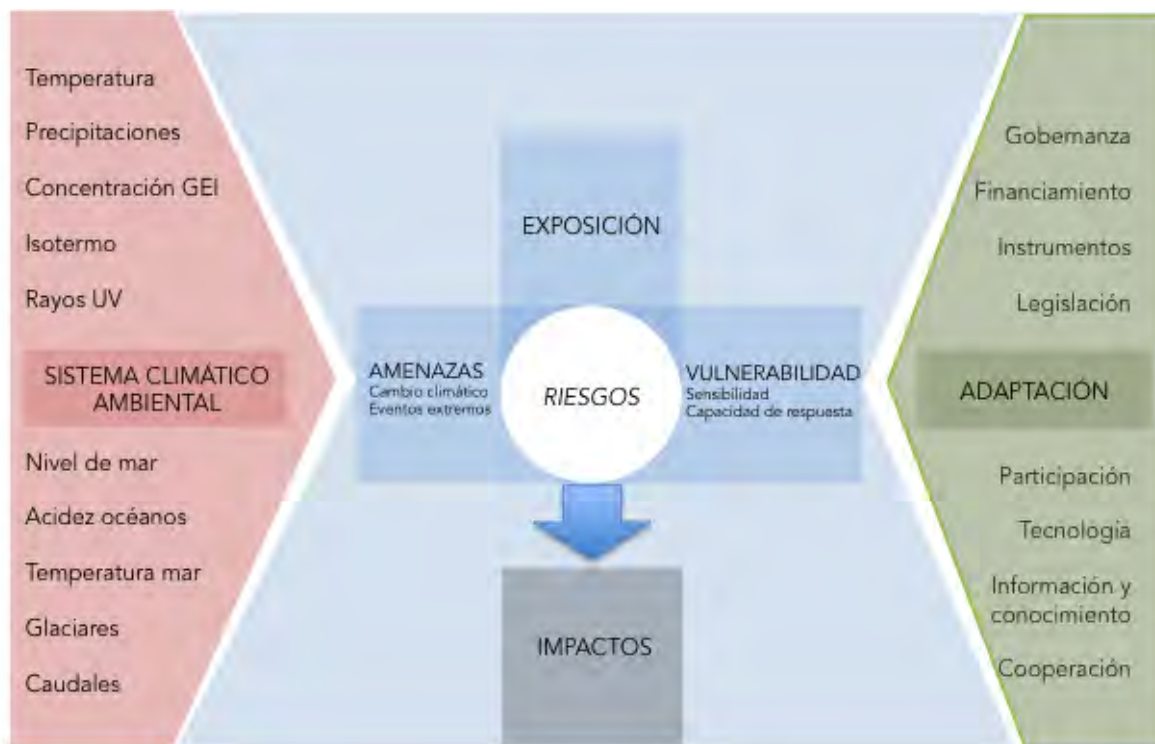 Temperatura
Precipitaciones
Concentración GEI
Isotermo
Rayos UV
SISTEMA CLIMÁTICO
AMBIENTAL
Nivel de mar
Acidez océanos
Temperatura mar
Glaciares
Caudales
EXPOSICIÓN
AMENAZAS
Cambio climático
Eventos extremos
RIESGOS
VULNERABILIDAD
Sensibilidad
Capacidad de respuesta
IMPACTOS
Gobernanza
Financiamiento
Instrumentos
Legislación
ADAPTACIÓN
Participación
Tecnología
Información y
conocimiento
Cooperación